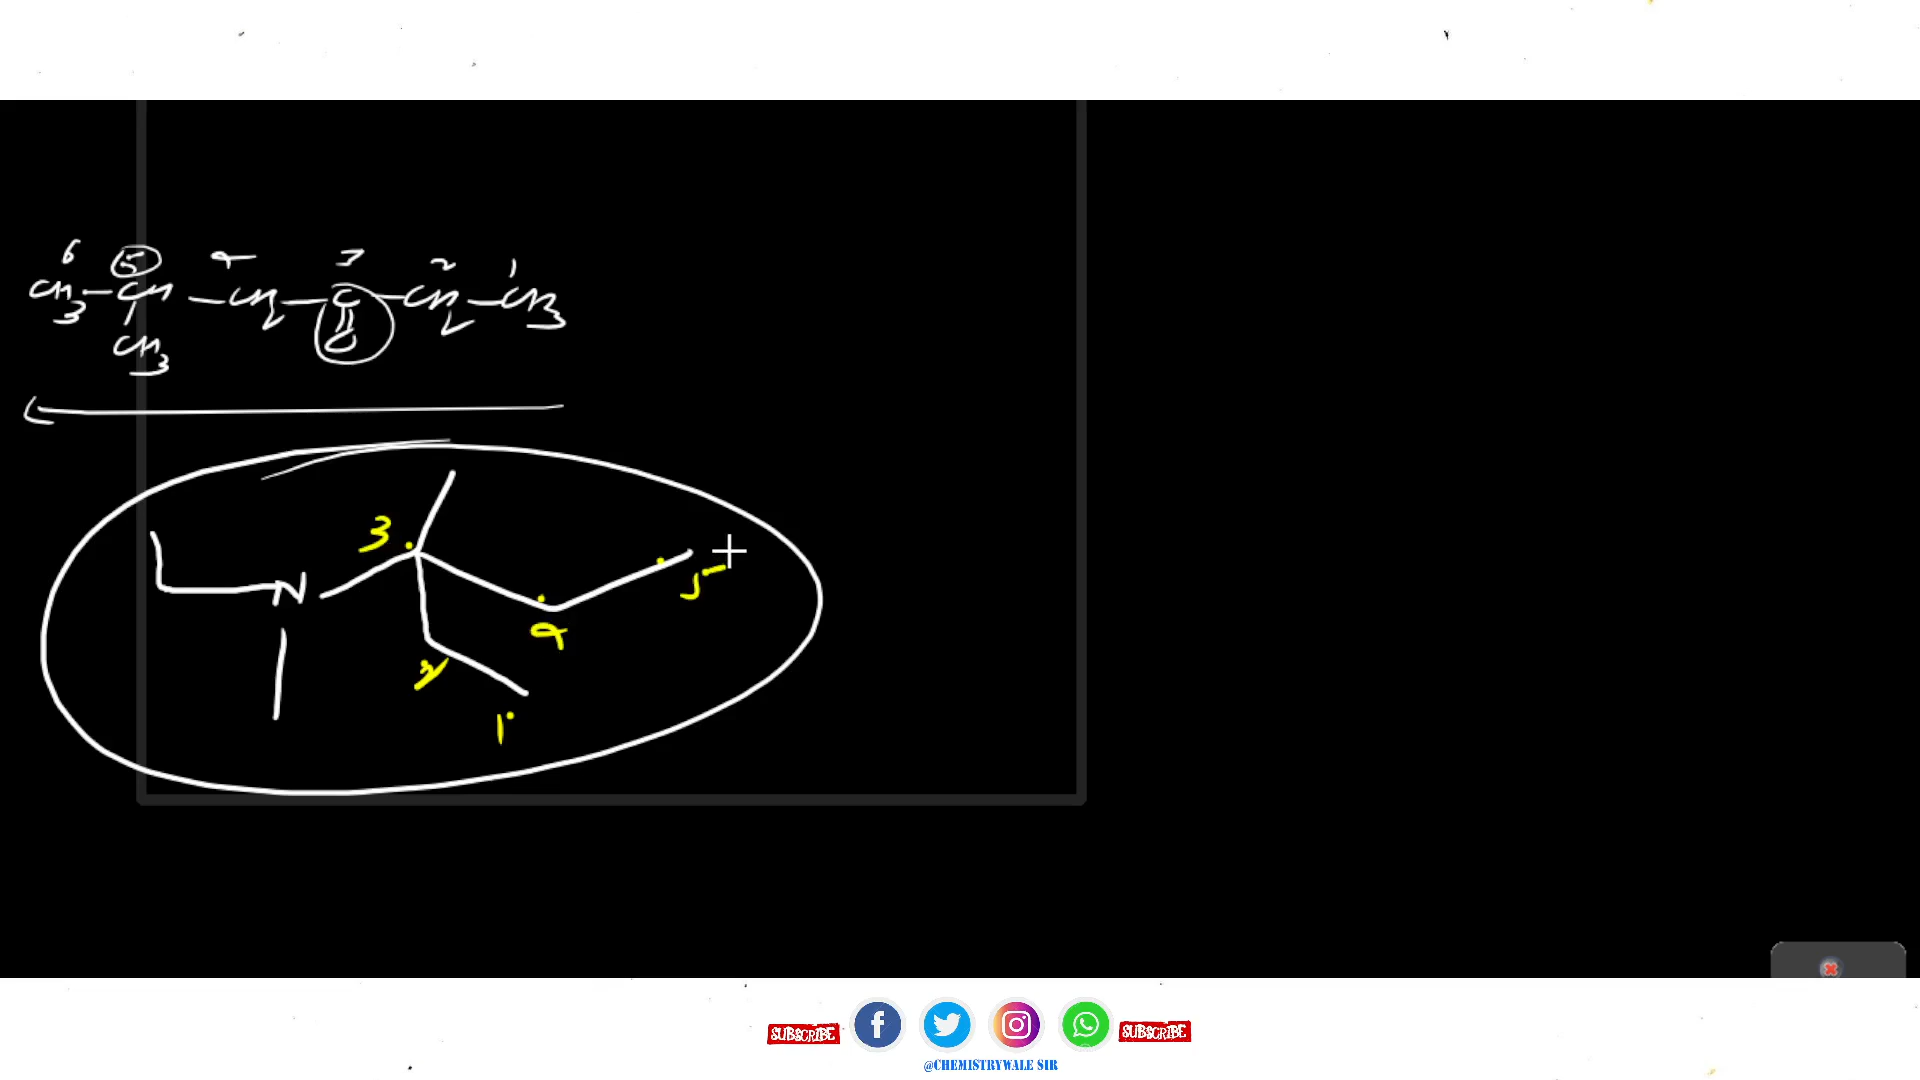 6 5 4 3 2 1
CH3-CH-CH2-C-CH2-CH3
CH3 O
3
N
5
4
2
1
SUBSCRIBE SUBSCRIBE
@CHEMISTRYWALE SIR